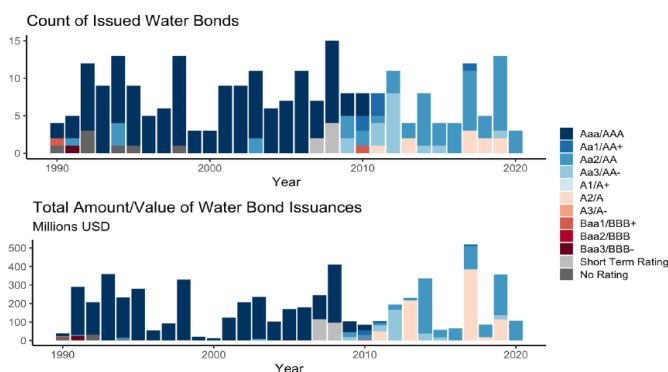 Count of Issued Water Bonds
15
10
5
0
1990 2000 2010 2020
Year
Total Amount/Value of Water Bond Issuances
Millions USD
500
400
300
200
100
0
1990 2000 2010 2020
Year
Aaa/AAA
Aa1/AA+
Aa2/AA
Aa3/AA-
A1/A+
A2/A
A3/A-
Baa1/BBB+
Baa2/BBB
Baa3/BBB-
Short Term Rating
No Rating